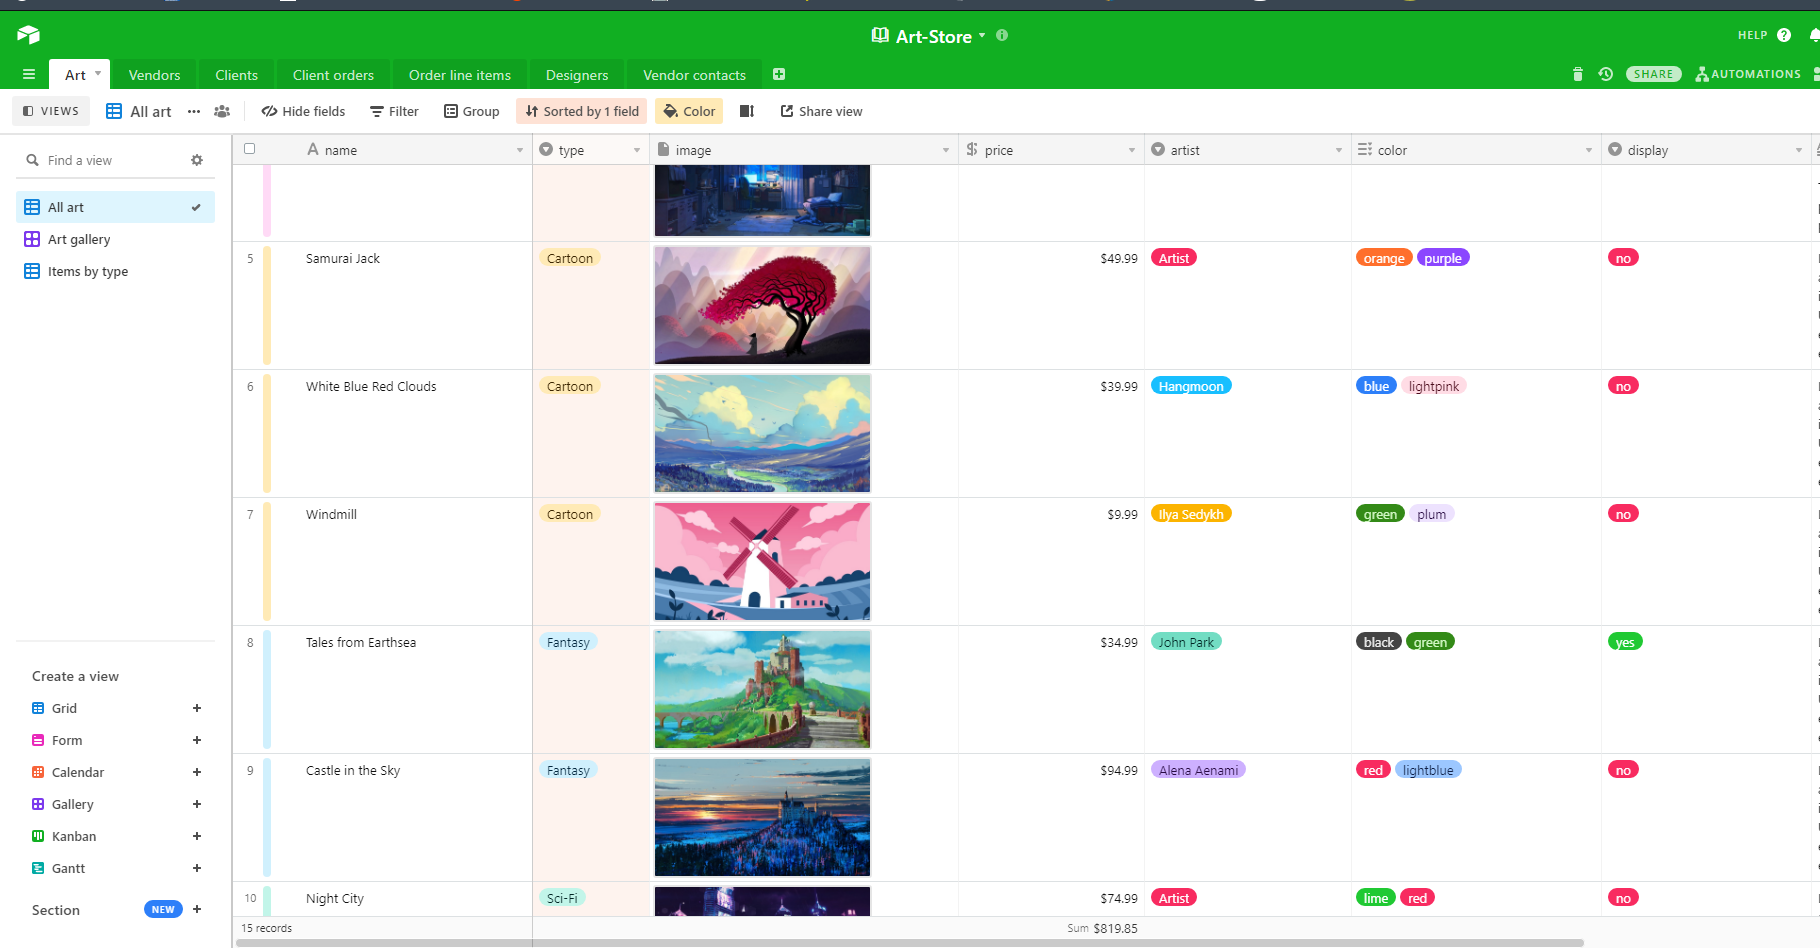 Art-Store
HELP
Art
Vendors
Clients
Client orders
Order line items
Designers
Vendor contacts
SHARE
AUTOMATIONS
VIEWS
All art
Hide fields
Filter
Group
Sorted by 1 field
Color
Share view
Find a view
All art
Art gallery
Items by type
Create a view
Grid
Form
Calendar
Gallery
Kanban
Gantt
Section NEW
name type image price artist color display
5 Samurai Jack Cartoon $49.99 Artist orange purple no
6 White Blue Red Clouds Cartoon $39.99 Hangmoon blue lightpink no
7 Windmill Cartoon $9.99 Ilya Sedykh green plum no
8 Tales from Earthsea Fantasy $34.99 John Park black green yes
9 Castle in the Sky Fantasy $94.99 Alena Aenami red lightblue no
10 Night City Sci-Fi $74.99 Artist lime red no
15 records Sum $819.85